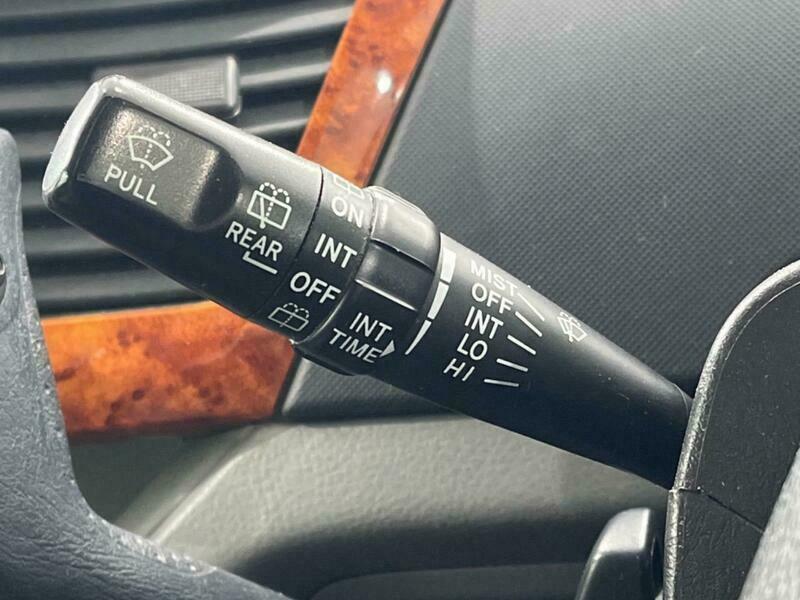 PULL
REAR
ON
INT
OFF
INT
TIME
MIST
OFF
INT
LO
HI